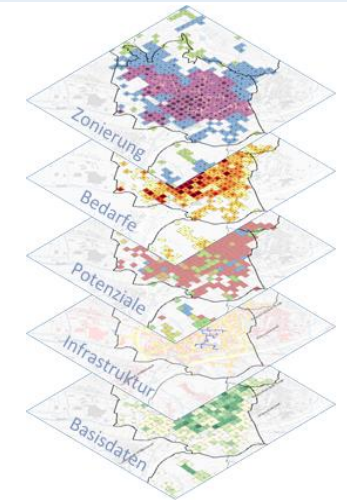 Zonierung
Bedarfe
Potenziale
Infrastruktur
Basisdaten